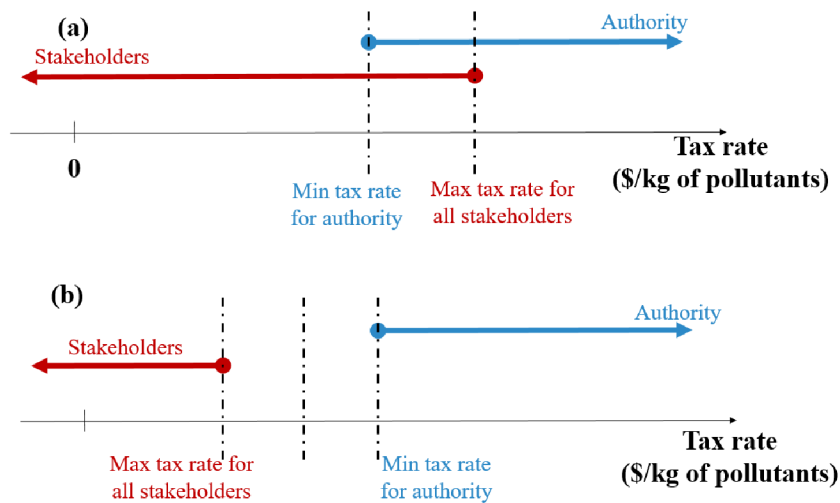 (a)
Authority
Stakeholders
0
Tax rate
($/kg of pollutants)
Min tax rate
for authority
Max tax rate for
all stakeholders
(b)
Authority
Stakeholders
Tax rate
($/kg of pollutants)
Max tax rate for
all stakeholders
Min tax rate
for authority